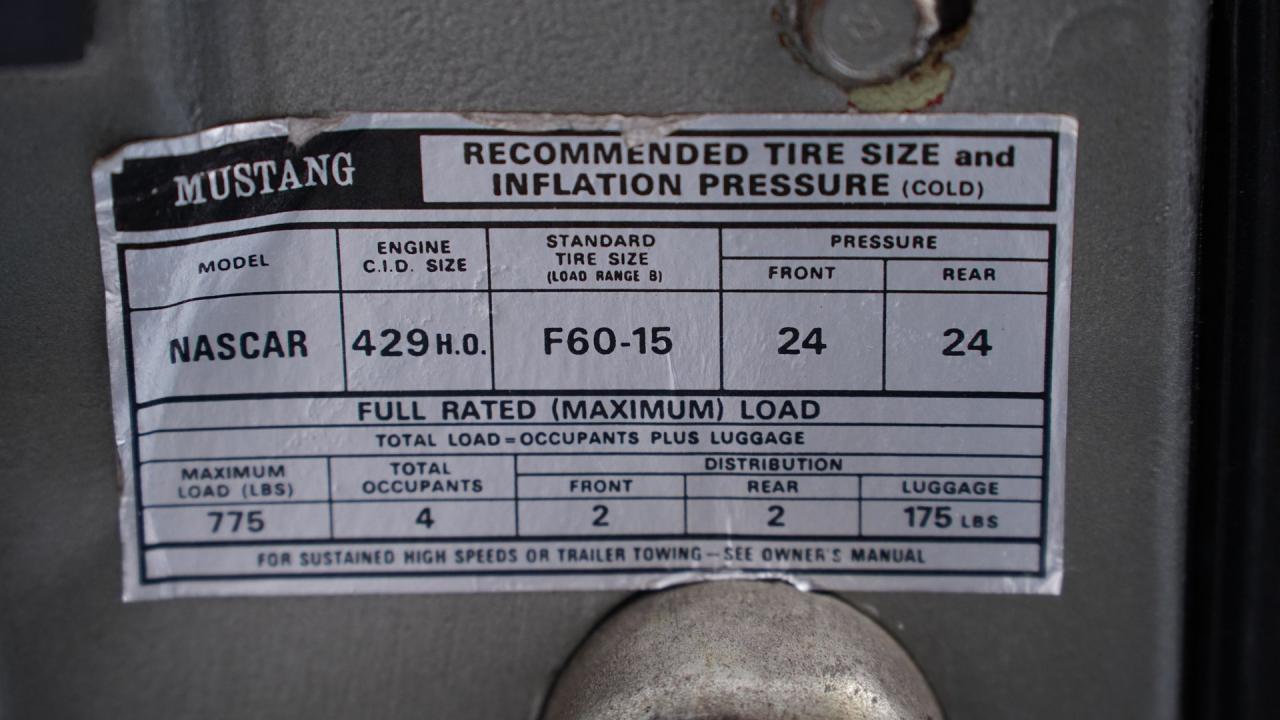 MUSTANG
RECOMMENDED TIRE SIZE and
INFLATION PRESSURE (COLD)
MODEL
ENGINE
C.I.D. SIZE
STANDARD
TIRE SIZE
(LOAD RANGE B)
PRESSURE
FRONT
REAR
NASCAR
429 H.O.
F60-15
24
24
FULL RATED (MAXIMUM) LOAD
TOTAL LOAD=OCCUPANTS PLUS LUGGAGE
MAXIMUM
LOAD (LBS)
TOTAL
OCCUPANTS
DISTRIBUTION
FRONT
REAR
LUGGAGE
775
4
2
2
175 LBS
FOR SUSTAINED HIGH SPEEDS OR TRAILER TOWING—SEE OWNER'S MANUAL